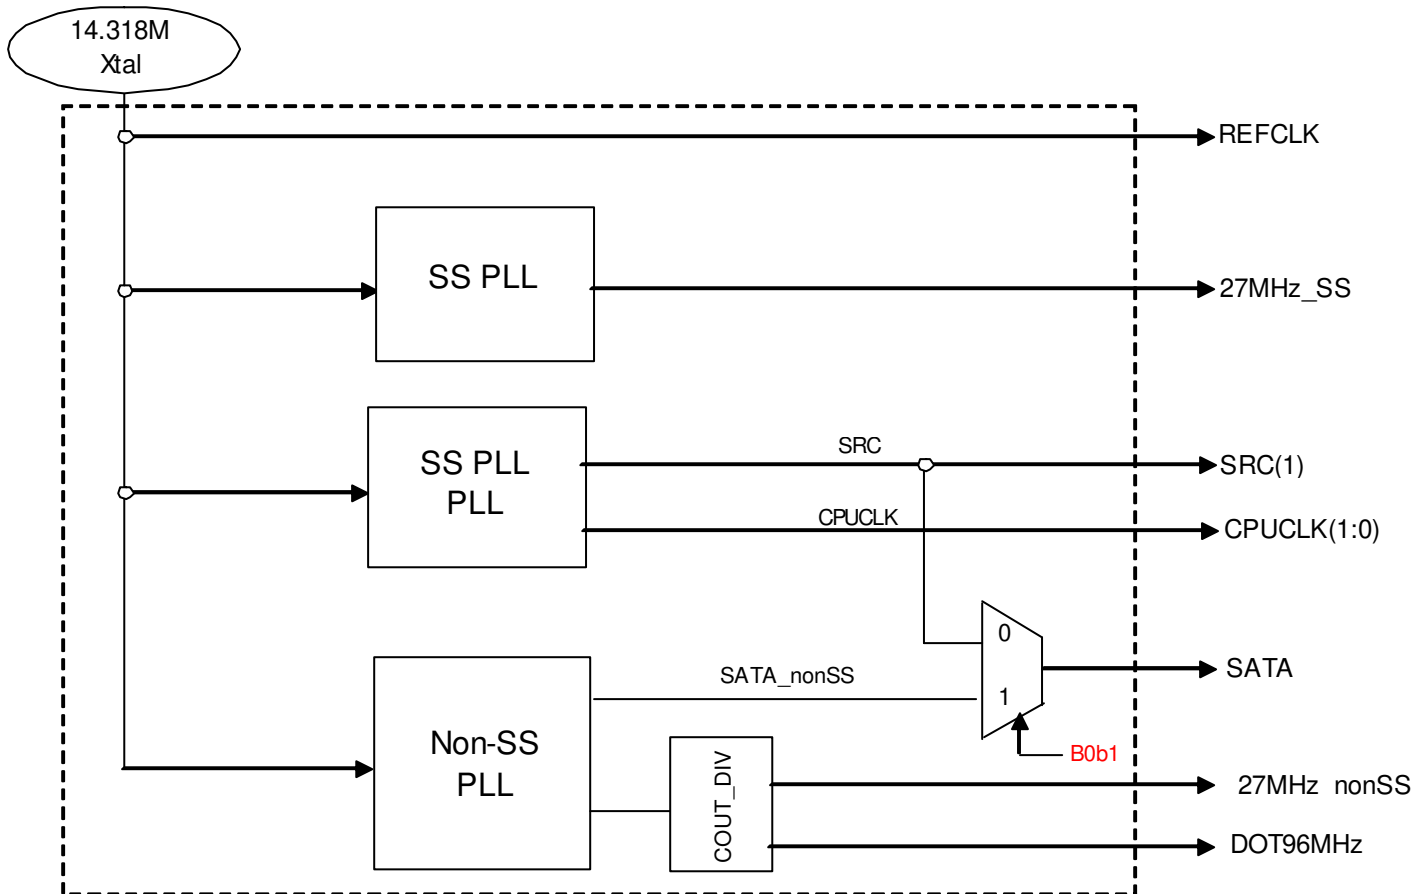 14.318M
Xtal
REFCLK
SS PLL
27MHz_SS
SS PLL
PLL
SRC
SRC(1)
CPUCLK
CPUCLK(1:0)
0
1
SATA
SATA_nonSS
B0b1
Non-SS
PLL
COUT_DIV
27MHz nonSS
DOT96MHz